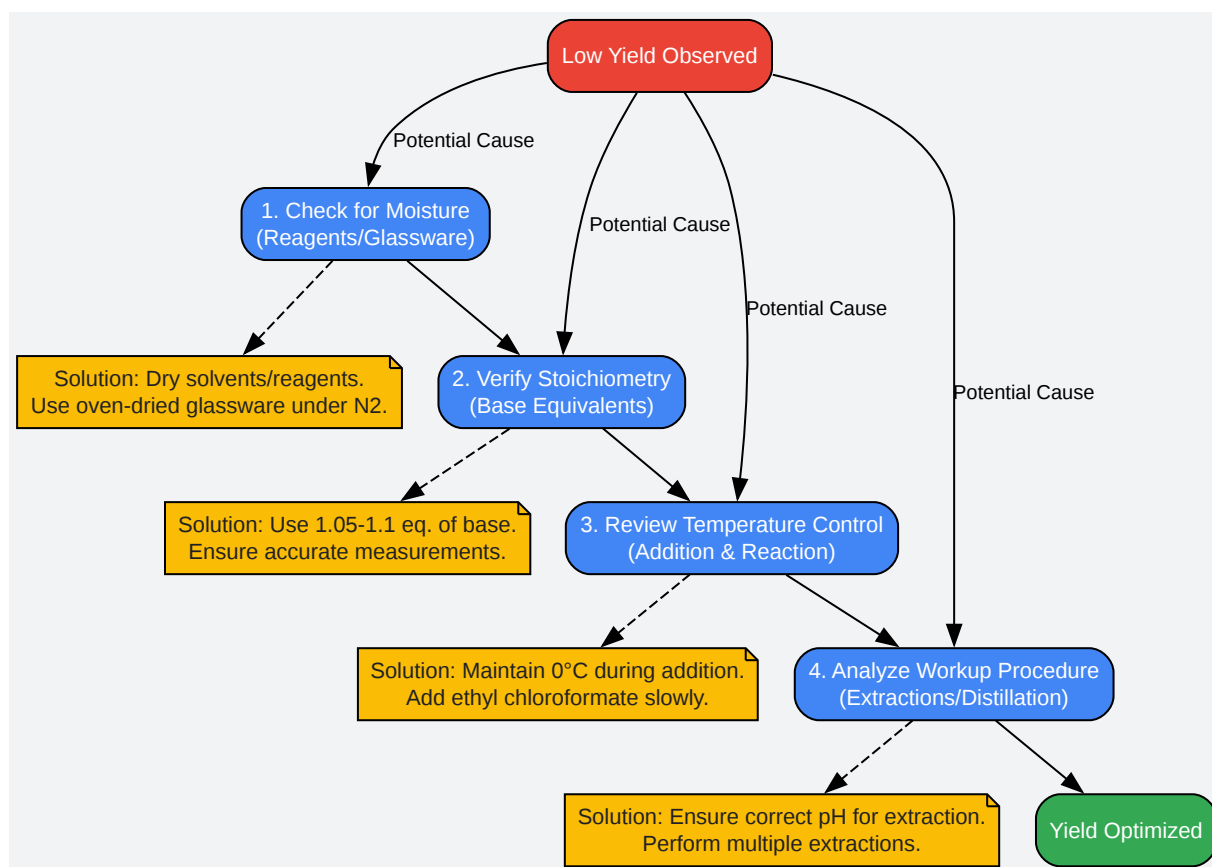 Low Yield Observed
Potential Cause
1. Check for Moisture
(Reagents/Glassware)
Potential Cause
Potential Cause
Solution: Dry solvents/reagents.
Use oven-dried glassware under N2.
2. Verify Stoichiometry
(Base Equivalents)
Potential Cause
Solution: Use 1.05-1.1 eq. of base.
Ensure accurate measurements.
3. Review Temperature Control
(Addition & Reaction)
Solution: Maintain 0°C during addition.
Add ethyl chloroformate slowly.
4. Analyze Workup Procedure
(Extractions/Distillation)
Solution: Ensure correct pH for extraction.
Perform multiple extractions.
Yield Optimized